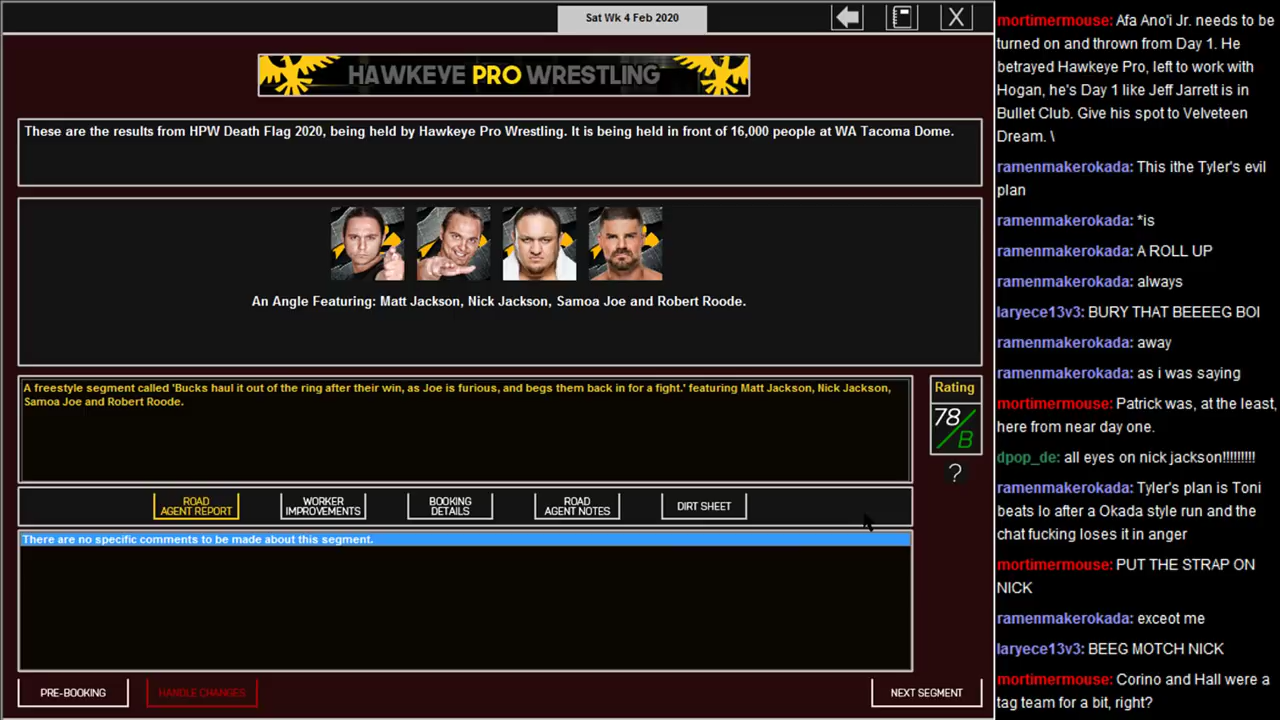 Sat Wk 4 Feb 2020
HAWKEYE PRO WRESTLING
These are the results from HPW Death Flag 2020, being held by Hawkeye Pro Wrestling. It is being held in front of 16,000 people at WA Tacoma Dome.
An Angle Featuring: Matt Jackson, Nick Jackson, Samoa Joe and Robert Roode.
A freestyle segment called 'Bucks haul it out of the ring after their win, as Joe is furious, and begs them back in for a fight.' featuring Matt Jackson, Nick Jackson,
Samoa Joe and Robert Roode.
Rating
78/B
?
ROAD
AGENT REPORT
WORKER
IMPROVEMENTS
BOOKING
DETAILS
ROAD
AGENT NOTES
DIRT SHEET
There are no specific comments to be made about this segment.
PRE-BOOKING
HANDLE CHANGES
NEXT SEGMENT
mortimermouse: Afa Ano'i Jr. needs to be
turned on and thrown from Day 1. He
betrayed Hawkeye Pro, left to work with
Hogan, he's Day 1 like Jeff Jarrett is in
Bullet Club. Give his spot to Velveteen
Dream. \
ramenmakerokada: This ithe Tyler's evil
plan
ramenmakerokada: *is
ramenmakerokada: A ROLL UP
ramenmakerokada: always
laryece13v3: BURY THAT BEEEEG BOI
ramenmakerokada: away
ramenmakerokada: as i was saying
mortimermouse: Patrick was, at the least,
here from near day one.
dpop_de: all eyes on nick jackson!!!!!!!!!
ramenmakerokada: Tyler's plan is Toni
beats Io after a Okada style run and the
chat fucking loses it in anger
mortimermouse: PUT THE STRAP ON
NICK
ramenmakerokada: exceot me
laryece13v3: BEEG MOTCH NICK
mortimermouse: Corino and Hall were a
tag team for a bit, right?